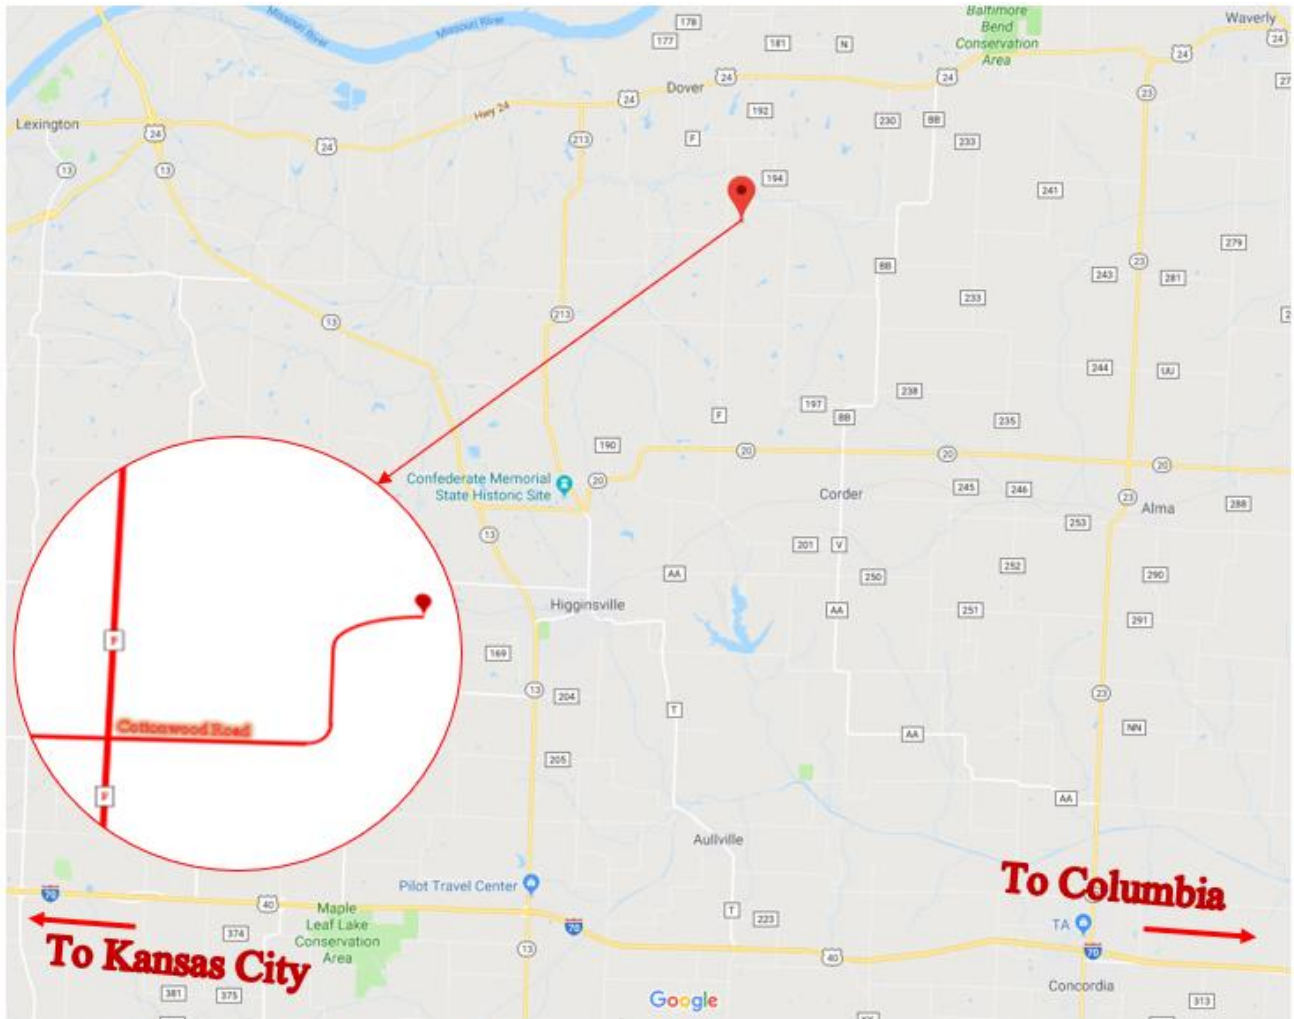 Missouri River
Missouri River
178
177
181
N
Baltimore
Bend
Conservation
Area
Waverly
24
24
23
24
24
Dover
24
Hwy 24
192
230
BB
233
Lexington
24
24
213
F
13
13
194
241
279
BB
23
243
281
233
13
213
244
UU
238
197
BB
F
235
190
20
20
20
20
Confederate Memorial
State Historic Site
Corder
245
246
23
Alma
288
253
13
201
V
252
AA
250
290
Higginsville
AA
251
291
F
169
13
204
T
23
NN
Cottonwood Road
AA
205
F
AA
Aullville
Pilot Travel Center
70
40
To Columbia
Maple
Leaf Lake
Conservation
Area
374
T
223
TA
70
13
40
70
To Kansas City
381
375
Concordia
Google
313